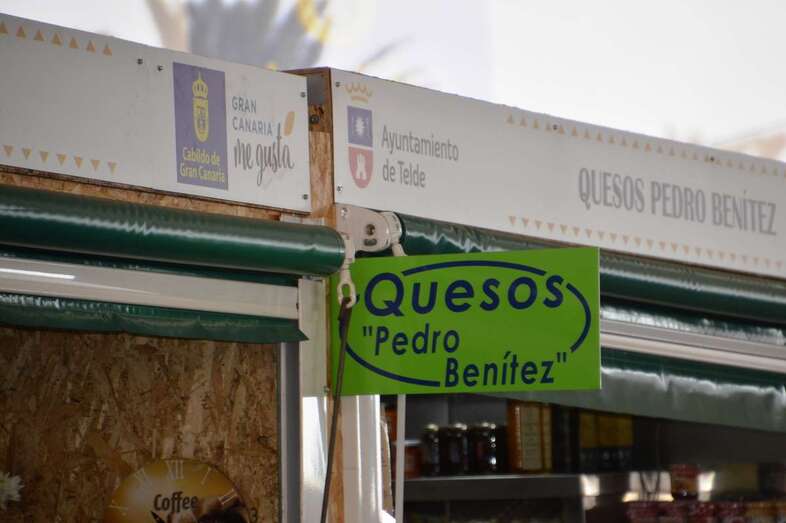 Cabildo de
Gran Canaria
GRAN
CANARIA
me gusta
Ayuntamiento
de Telde
QUESOS PEDRO BENÍTEZ
Quesos
"Pedro
Benítez"
Coffee